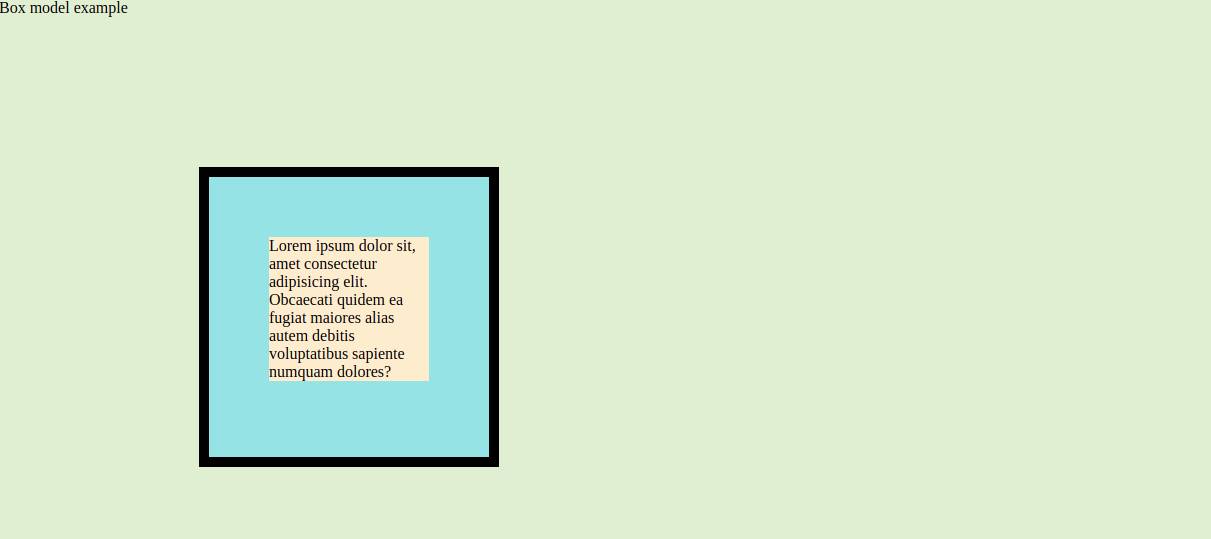 Box model example
Lorem ipsum dolor sit,
amet consectetur
adipisicing elit.
Obcaecati quidem ea
fugiat maiores alias
autem debitis
voluptatibus sapiente
numquam dolores?